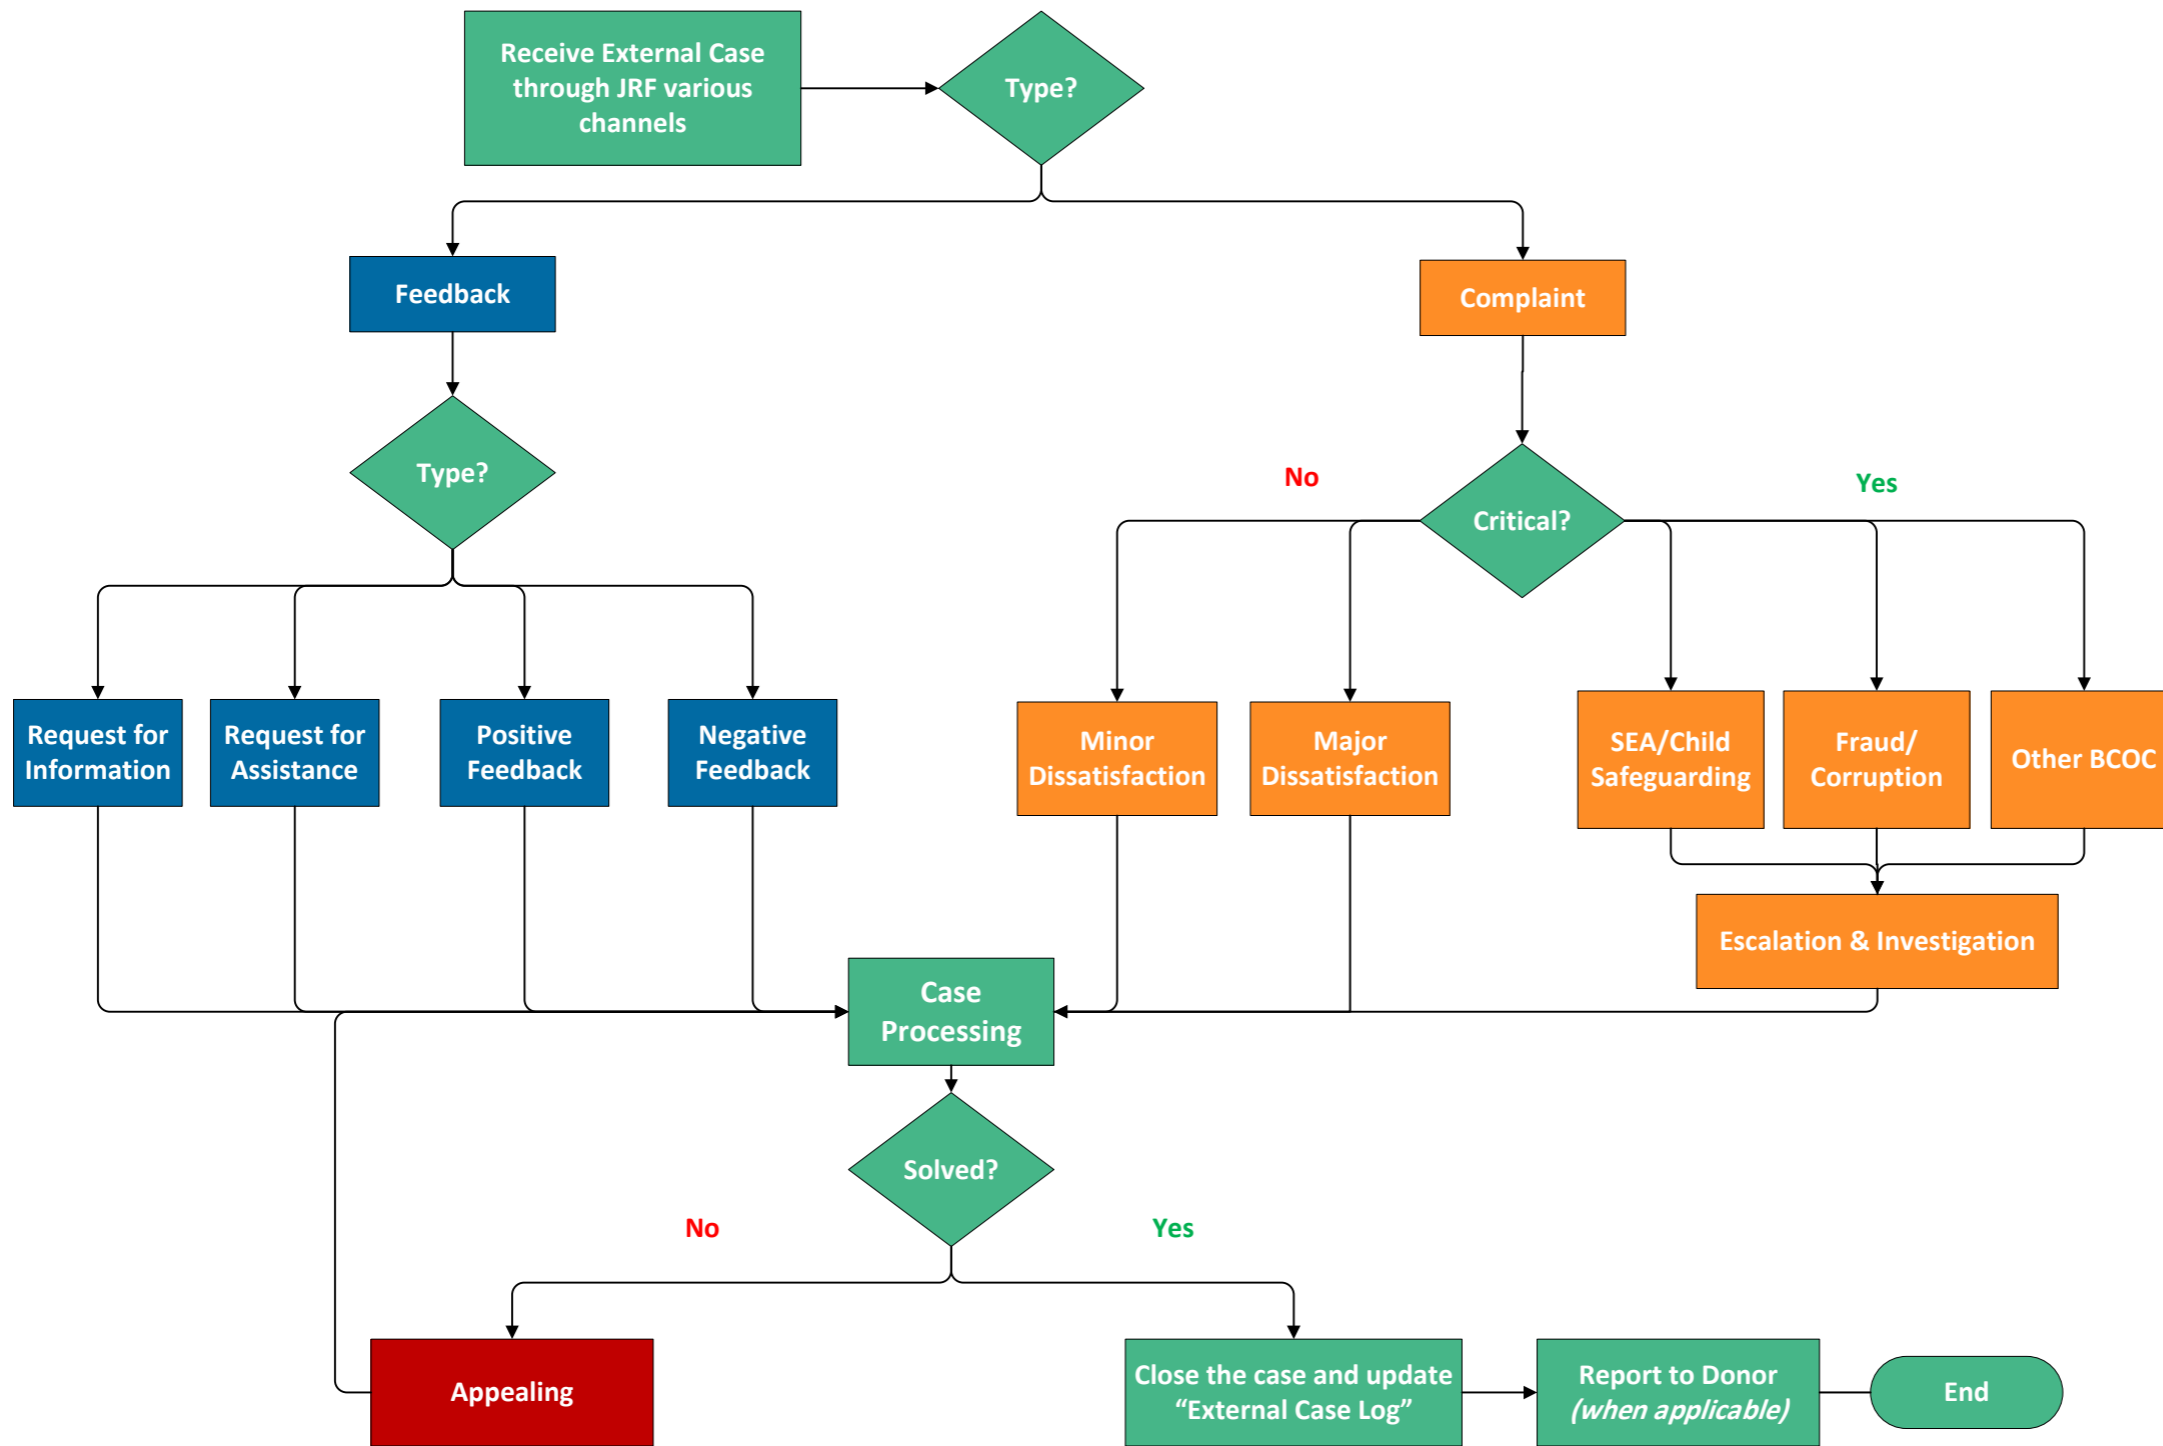 Receive External Case
through JRF various
channels
Type?
Feedback
Complaint
Type?
No
Yes
Critical?
Request for
Information
Request for
Assistance
Positive
Feedback
Negative
Feedback
Minor
Dissatisfaction
Major
Dissatisfaction
SEA/Child
Safeguarding
Fraud/
Corruption
Other BCOC
Escalation & Investigation
Case
Processing
Solved?
No
Yes
Appealing
Close the case and update
“External Case Log”
Report to Donor
(when applicable)
End